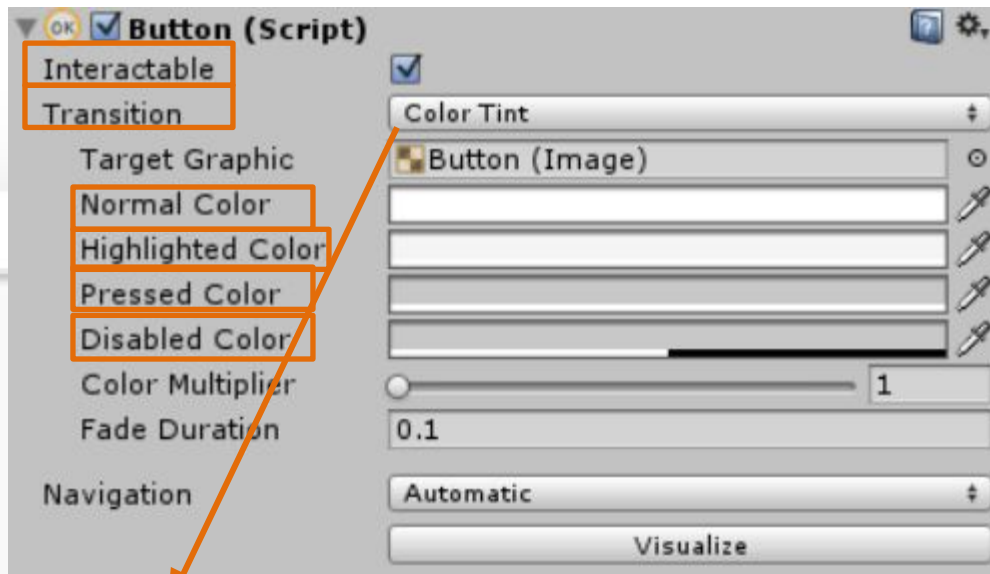 OK Button (Script)
Interactable
Transition Color Tint
Target Graphic Button (Image)
Normal Color
Highlighted Color
Pressed Color
Disabled Color
Color Multiplier 1
Fade Duration 0.1
Navigation Automatic
Visualize